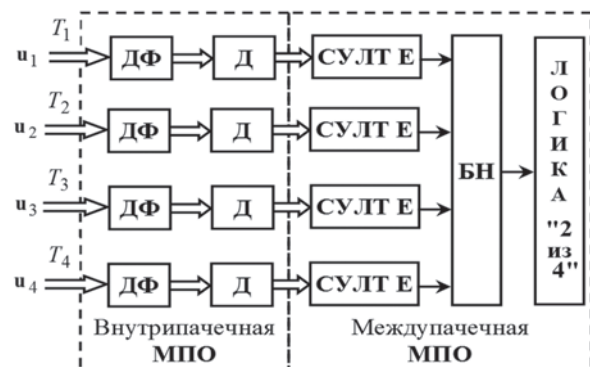 T₁
u₁ ДФ Д СУЛТ Е
T₂
u₂ ДФ Д СУЛТ Е
T₃
u₃ ДФ Д СУЛТ Е
T₄
u₄ ДФ Д СУЛТ Е
БН
ЛОГИКА "2 из 4"
Внутрипачечная
МПО
Междупачечная
МПО